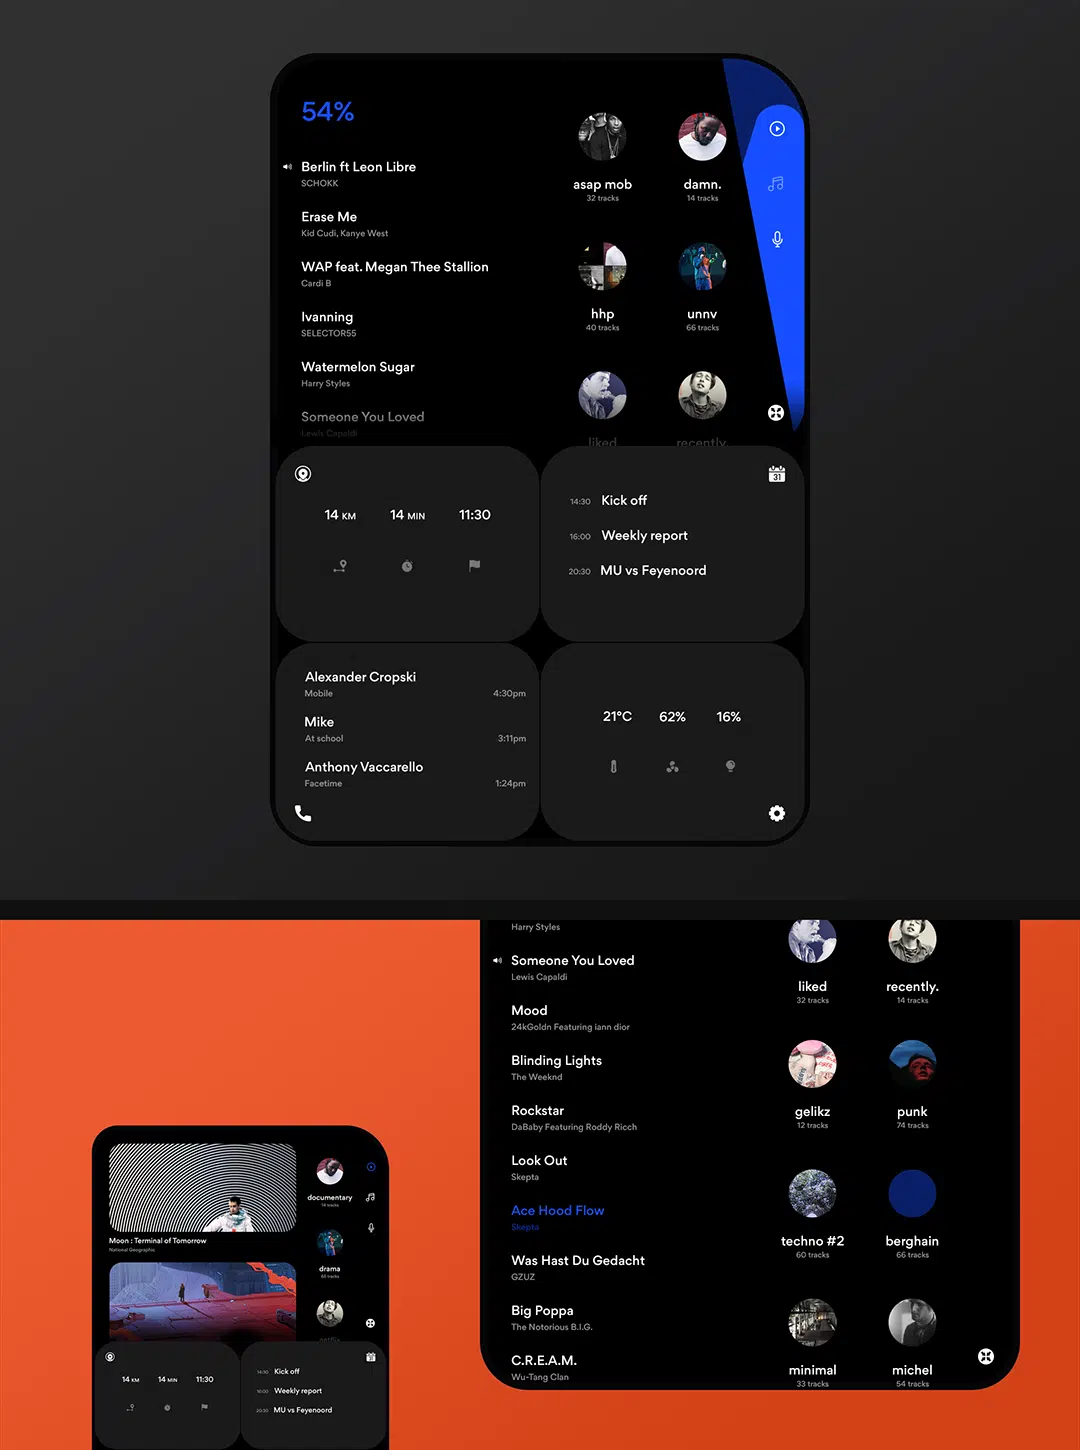 54%
Berlin ft Leon Libre
SCHOKK
Erase Me
Kid Cudi, Kanye West
WAP feat. Megan Thee Stallion
Cardi B
Ivanning
SELECTOR55
Watermelon Sugar
Harry Styles
Someone You Loved
Lewis Capaldi
asap mob
32 tracks
damn.
14 tracks
hhp
40 tracks
unnv
66 tracks
liked
recently.
14 KM
14 MIN
11:30
31
14:30 Kick off
16:00 Weekly report
20:30 MU vs Feyenoord
Alexander Cropski
Mobile 4:30pm
Mike
At school 3:11pm
Anthony Vaccarello
Facetime 1:24pm
21°C
62%
16%
Harry Styles
Someone You Loved
Lewis Capaldi
Mood
24kGoldn Featuring iann dior
Blinding Lights
The Weeknd
Rockstar
DaBaby Featuring Roddy Ricch
Look Out
Skepta
Ace Hood Flow
Skepta
Was Hast Du Gedacht
GZUZ
Big Poppa
The Notorious B.I.G.
C.R.E.A.M.
Wu-Tang Clan
liked
32 tracks
recently.
14 tracks
gelikz
12 tracks
punk
74 tracks
techno #2
60 tracks
berghain
66 tracks
minimal
33 tracks
michel
54 tracks
Moon : Terminal of Tomorrow
National Geographic
documentary
14 tracks
drama
66 tracks
netflix
14 KM
14 MIN
11:30
14:30 Kick off
16:00 Weekly report
20:30 MU vs Feyenoord